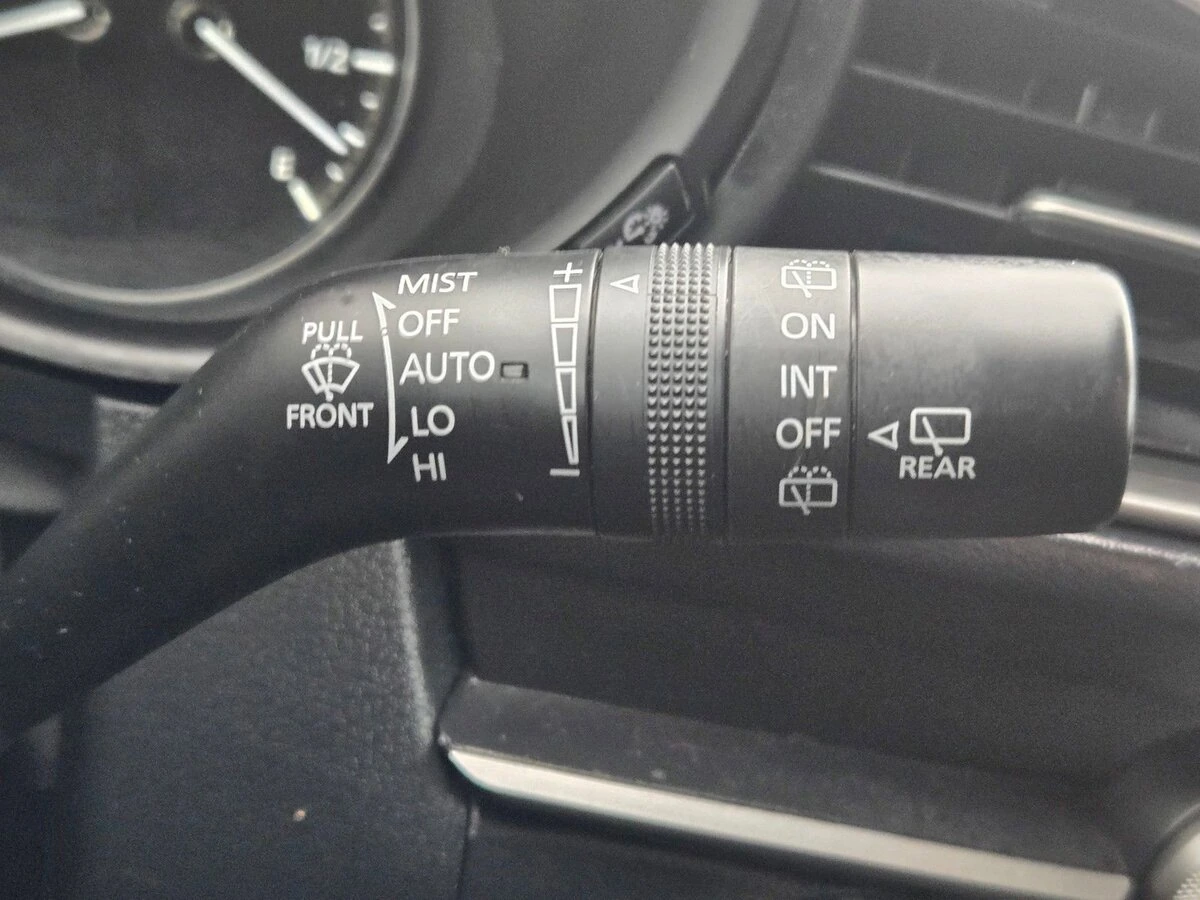 1/2
E
MIST
OFF
AUTO
LO
HI
PULL
FRONT
+
-
ON
INT
OFF
REAR